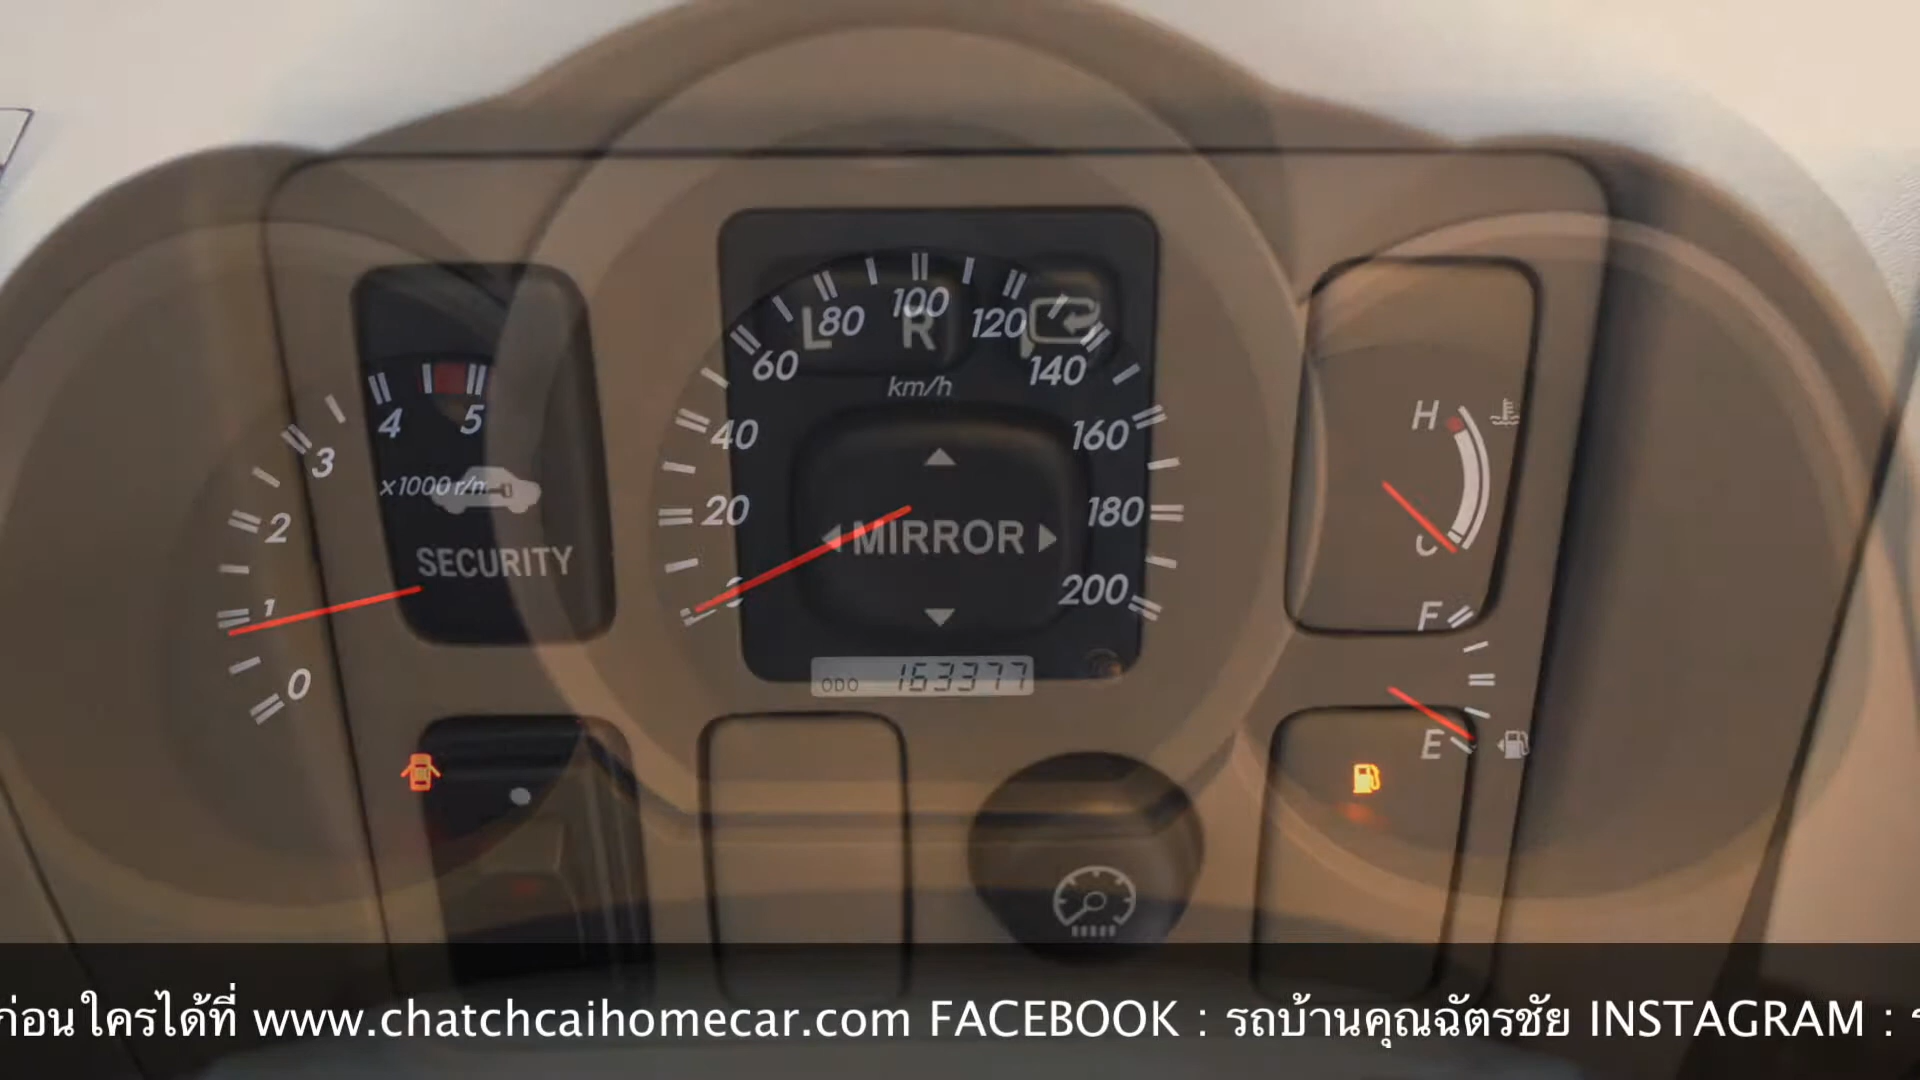 L R
60 80 100 120 140
km/h
4 5
3
40 160
x1000 r/m
2
20 180
MIRROR
SECURITY
1
0 200
0
ODO 163377
H
C
F
E
ก่อนใครได้ที่ www.chatchcaihomecar.com FACEBOOK : รถบ้านคุณฉัตรชัย INSTAGRAM :